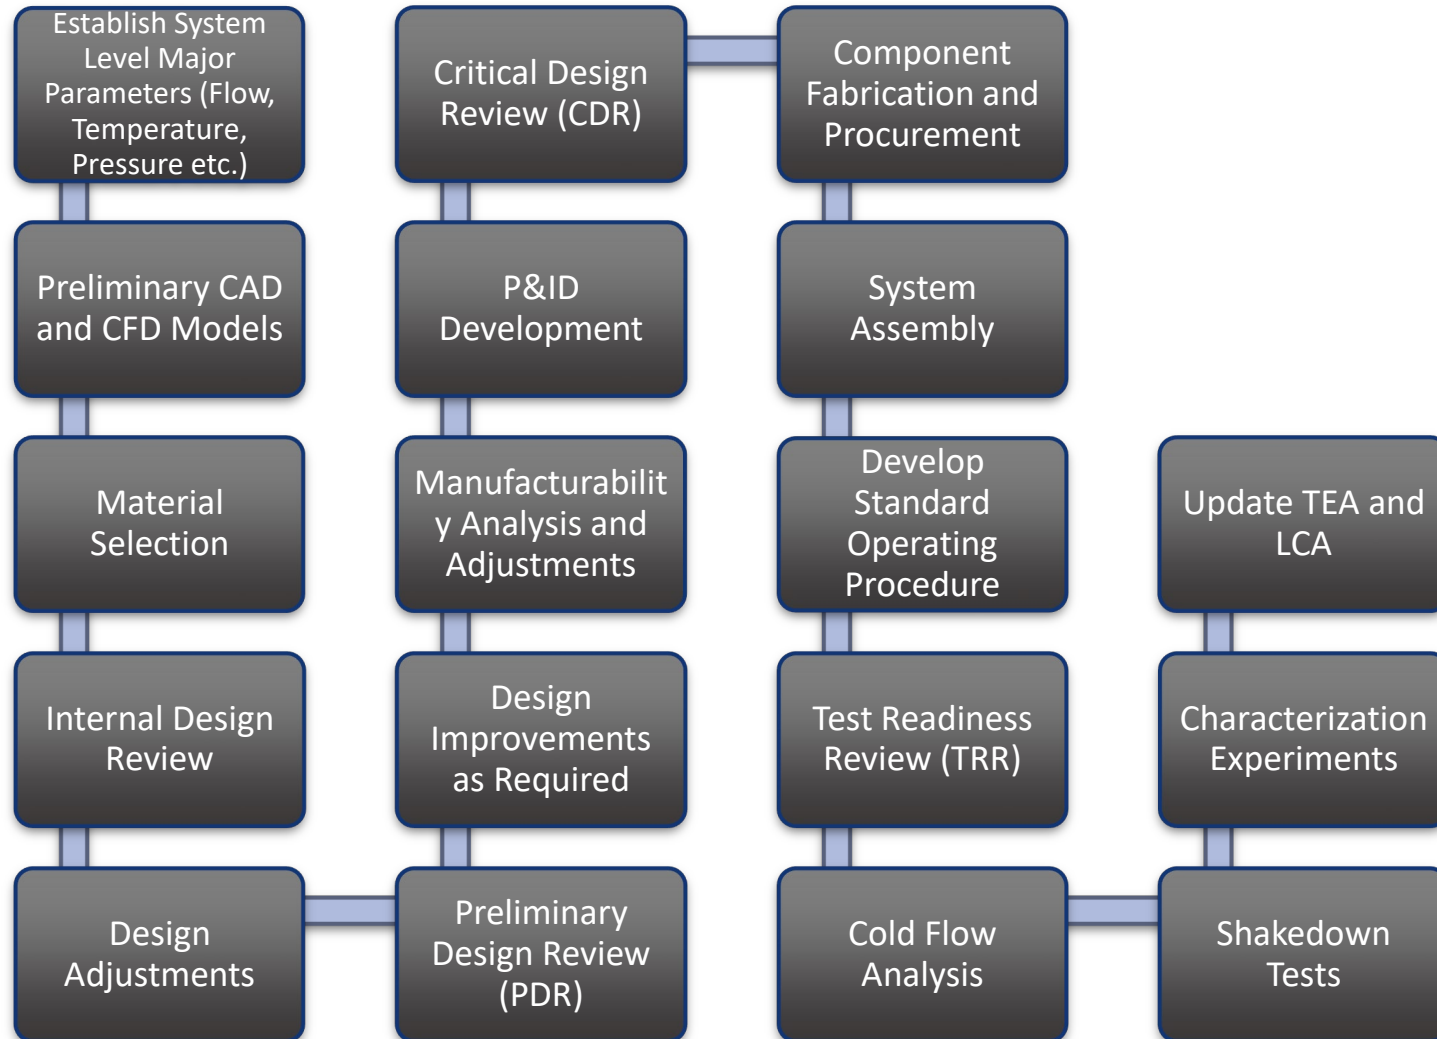 Establish System
Level Major
Parameters (Flow,
Temperature,
Pressure etc.)
Preliminary CAD
and CFD Models
Material
Selection
Internal Design
Review
Design
Adjustments
Preliminary
Design Review
(PDR)
Design
Improvements
as Required
Manufacturabilit
y Analysis and
Adjustments
P&ID
Development
Critical Design
Review (CDR)
Component
Fabrication and
Procurement
System
Assembly
Develop
Standard
Operating
Procedure
Test Readiness
Review (TRR)
Cold Flow
Analysis
Shakedown
Tests
Characterization
Experiments
Update TEA and
LCA